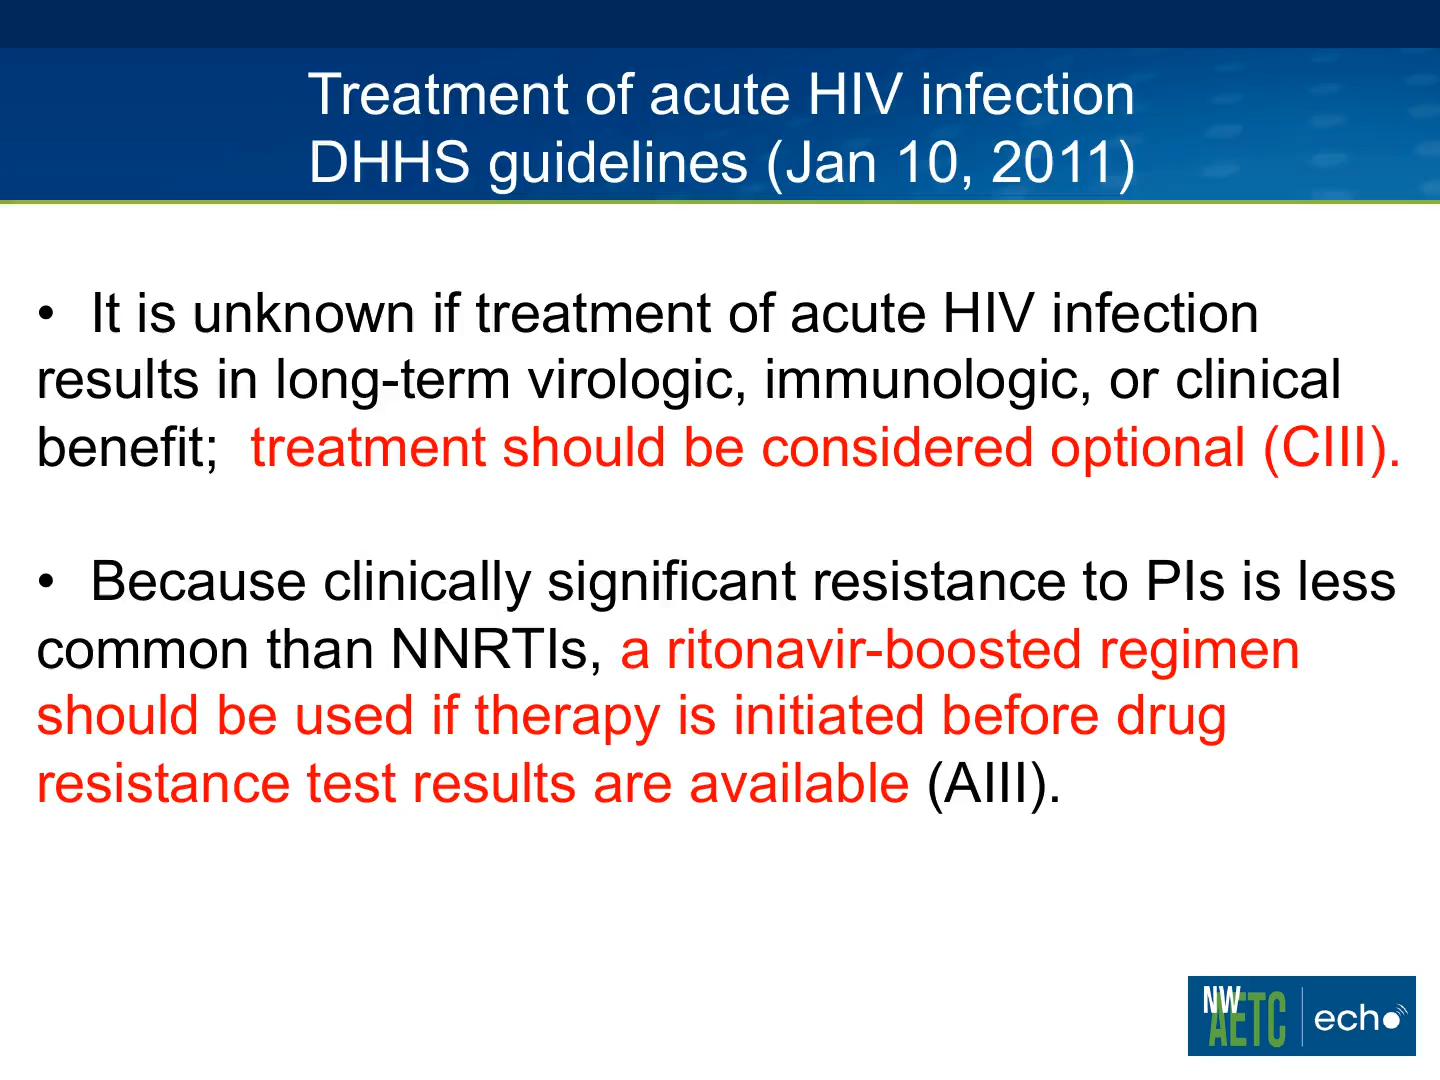 Treatment of acute HIV infection
DHHS guidelines (Jan 10, 2011)
• It is unknown if treatment of acute HIV infection
results in long-term virologic, immunologic, or clinical
benefit; treatment should be considered optional (CIII).
• Because clinically significant resistance to PIs is less
common than NNRTIs, a ritonavir-boosted regimen
should be used if therapy is initiated before drug
resistance test results are available (AIII).
NW
AETC
echo